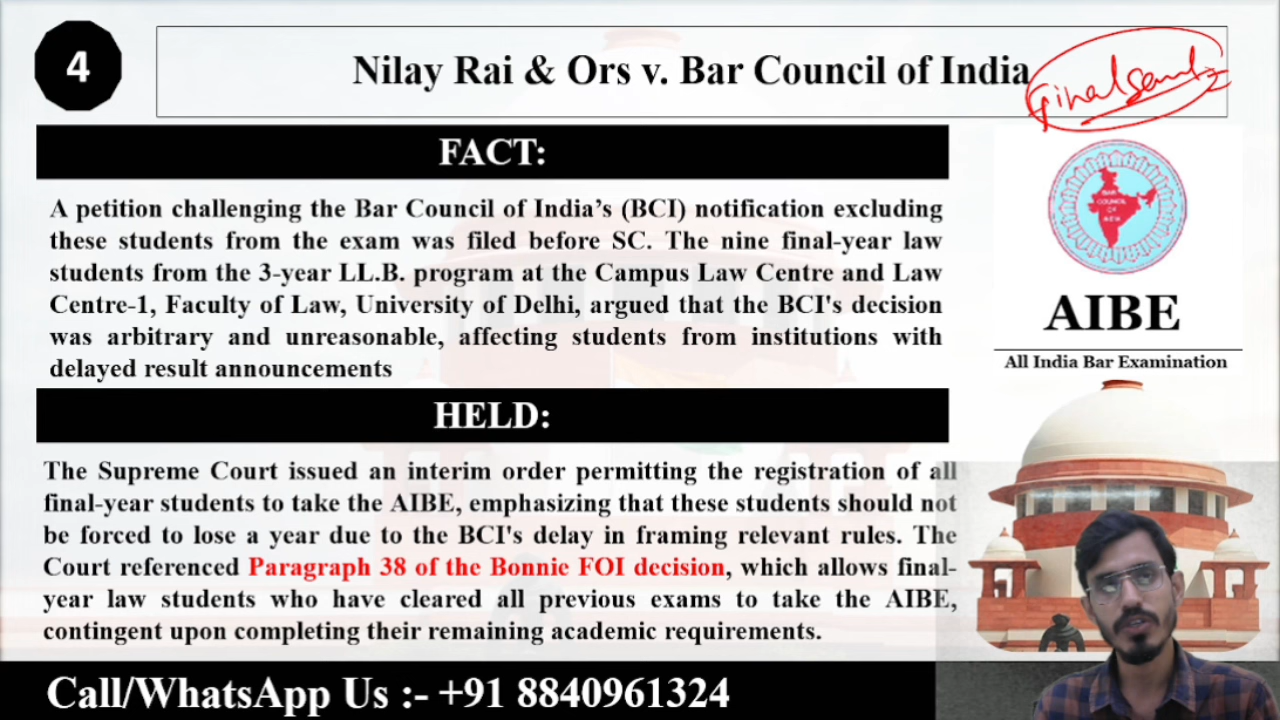 4
Nilay Rai & Ors v. Bar Council of India
Final
FACT:
A petition challenging the Bar Council of India’s (BCI) notification excluding
these students from the exam was filed before SC. The nine final-year law
students from the 3-year LL.B. program at the Campus Law Centre and Law
Centre-1, Faculty of Law, University of Delhi, argued that the BCI's decision
was arbitrary and unreasonable, affecting students from institutions with
delayed result announcements
BAR
COUNCIL
OF
INDIA
AIBE
All India Bar Examination
HELD:
The Supreme Court issued an interim order permitting the registration of all
final-year students to take the AIBE, emphasizing that these students should not
be forced to lose a year due to the BCI's delay in framing relevant rules. The
Court referenced Paragraph 38 of the Bonnie FOI decision, which allows final-
year law students who have cleared all previous exams to take the AIBE,
contingent upon completing their remaining academic requirements.
Call/WhatsApp Us :- +91 8840961324